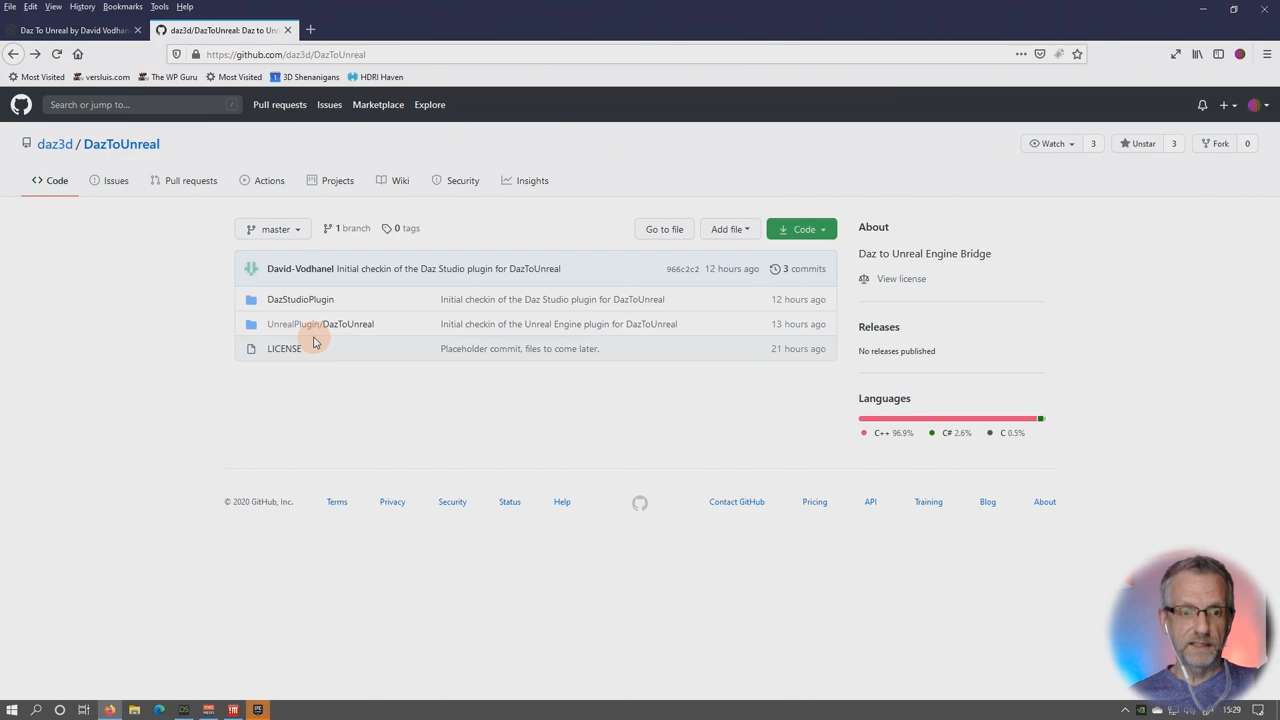 File Edit View History Bookmarks Tools Help
Daz To Unreal by David Vodhan
daz3d/DazToUnreal: Daz to Un
https://github.com/daz3d/DazToUnreal
Most Visited versluis.com The WP Guru Most Visited 3D Shenanigans HDRI Haven
Search or jump to... / Pull requests Issues Marketplace Explore
daz3d / DazToUnreal
Watch 3 Unstar 3 Fork 0
Code Issues Pull requests Actions Projects Wiki Security Insights
master 1 branch 0 tags Go to file Add file Code
About
Daz to Unreal Engine Bridge
View license
David-Vodhanel Initial checkin of the Daz Studio plugin for DazToUnreal 966c2c2 12 hours ago 3 commits
DazStudioPlugin Initial checkin of the Daz Studio plugin for DazToUnreal 12 hours ago
UnrealPlugin/DazToUnreal Initial checkin of the Unreal Engine plugin for DazToUnreal 13 hours ago
LICENSE Placeholder commit, files to come later. 21 hours ago
Releases
No releases published
Languages
C++ 96.9% C# 2.6% C 0.5%
© 2020 GitHub, Inc. Terms Privacy Security Status Help Contact GitHub Pricing API Training Blog About
DS
15:29